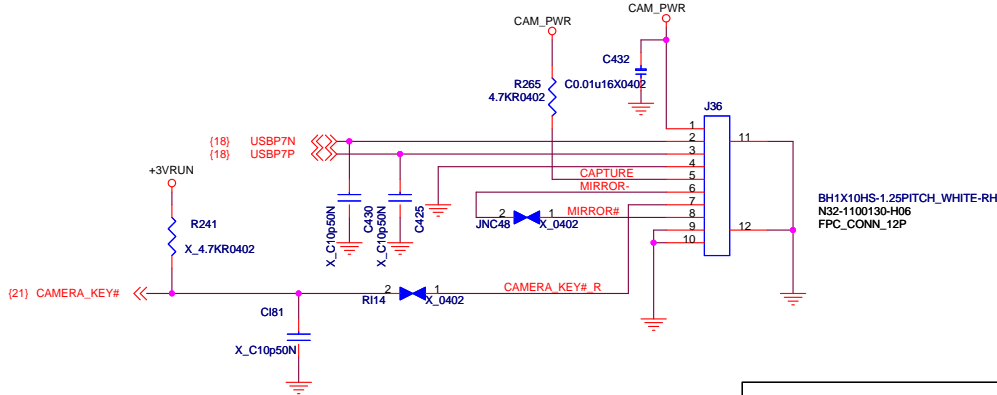 CAM_PWR
CAM_PWR
C432
C0.01u16X0402
R265
4.7KR0402
J36
{18} USBP7N
{18} USBP7P
1
2
3
4
5
6
7
8
9
10
11
12
CAPTURE
MIRROR-
+3VRUN
R241
X_4.7KR0402
X_C10p50N
C430
X_C10p50N
C425
2
1
MIRROR#
JNC48
X_0402
BH1X10HS-1.25PITCH_WHITE-RH
N32-1100130-H06
FPC_CONN_12P
{21} CAMERA_KEY#
2
1
CAMERA_KEY#_R
RI14
X_0402
CI81
X_C10p50N